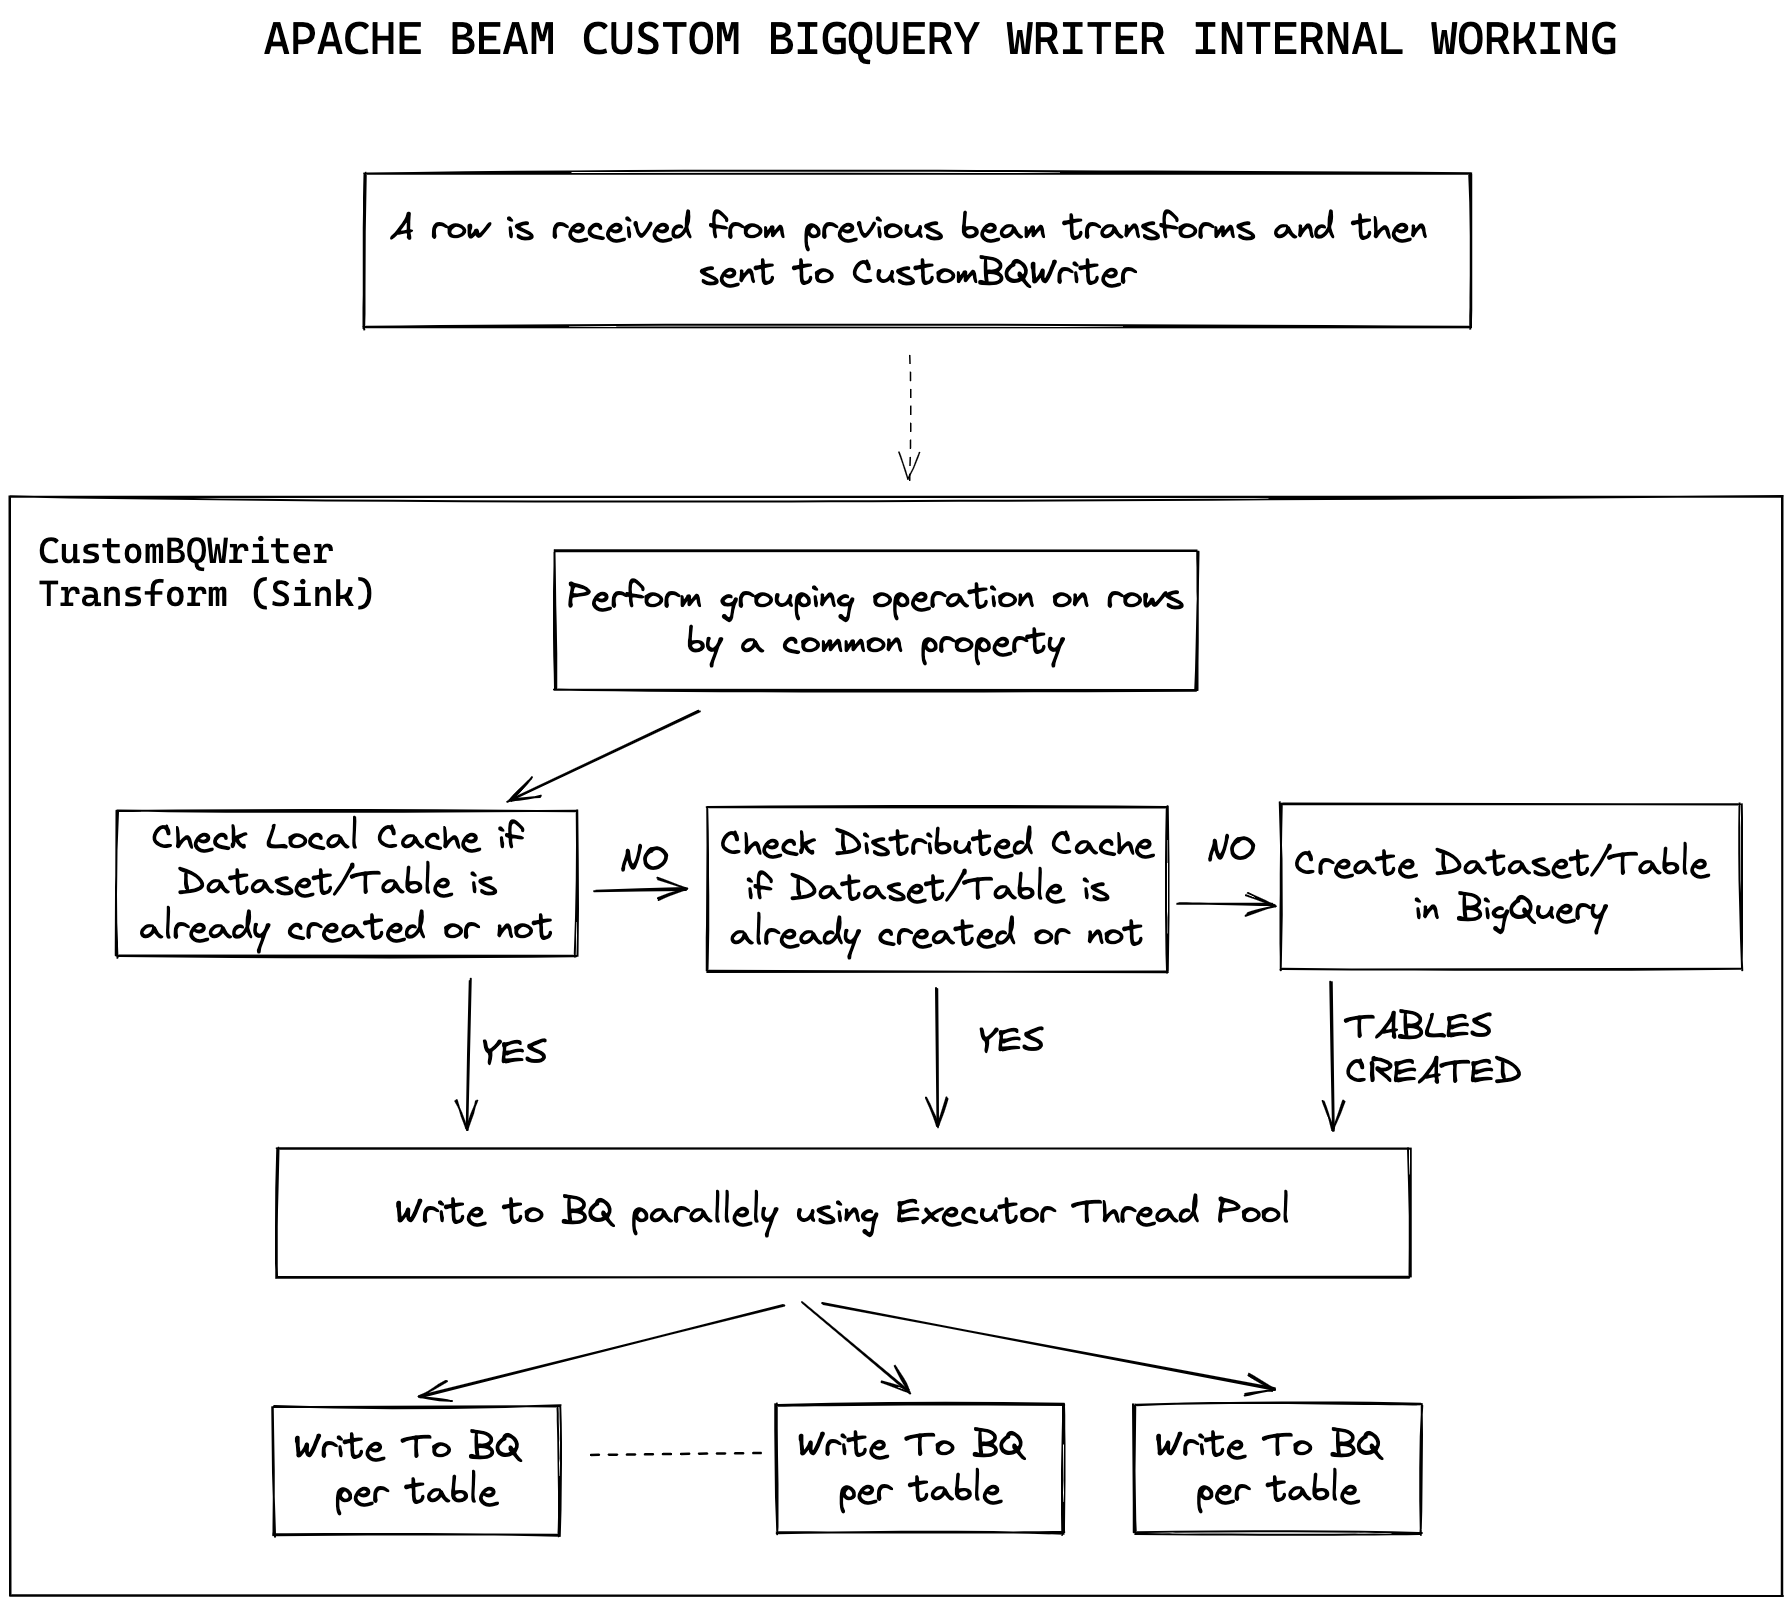 APACHE BEAM CUSTOM BIGQUERY WRITER INTERNAL WORKING
A row is received from previous beam transforms and then
sent to CustomBQWriter
CustomBQWriter
Transform (Sink)
Perform grouping operation on rows
by a common property
Check Local Cache if
Dataset/Table is
already created or not
NO
Check Distributed Cache
if Dataset/Table is
already created or not
NO
Create Dataset/Table
in BigQuery
YES
YES
TABLES
CREATED
Write to BQ parallely using Executor Thread Pool
Write To BQ
per table
Write To BQ
per table
Write To BQ
per table